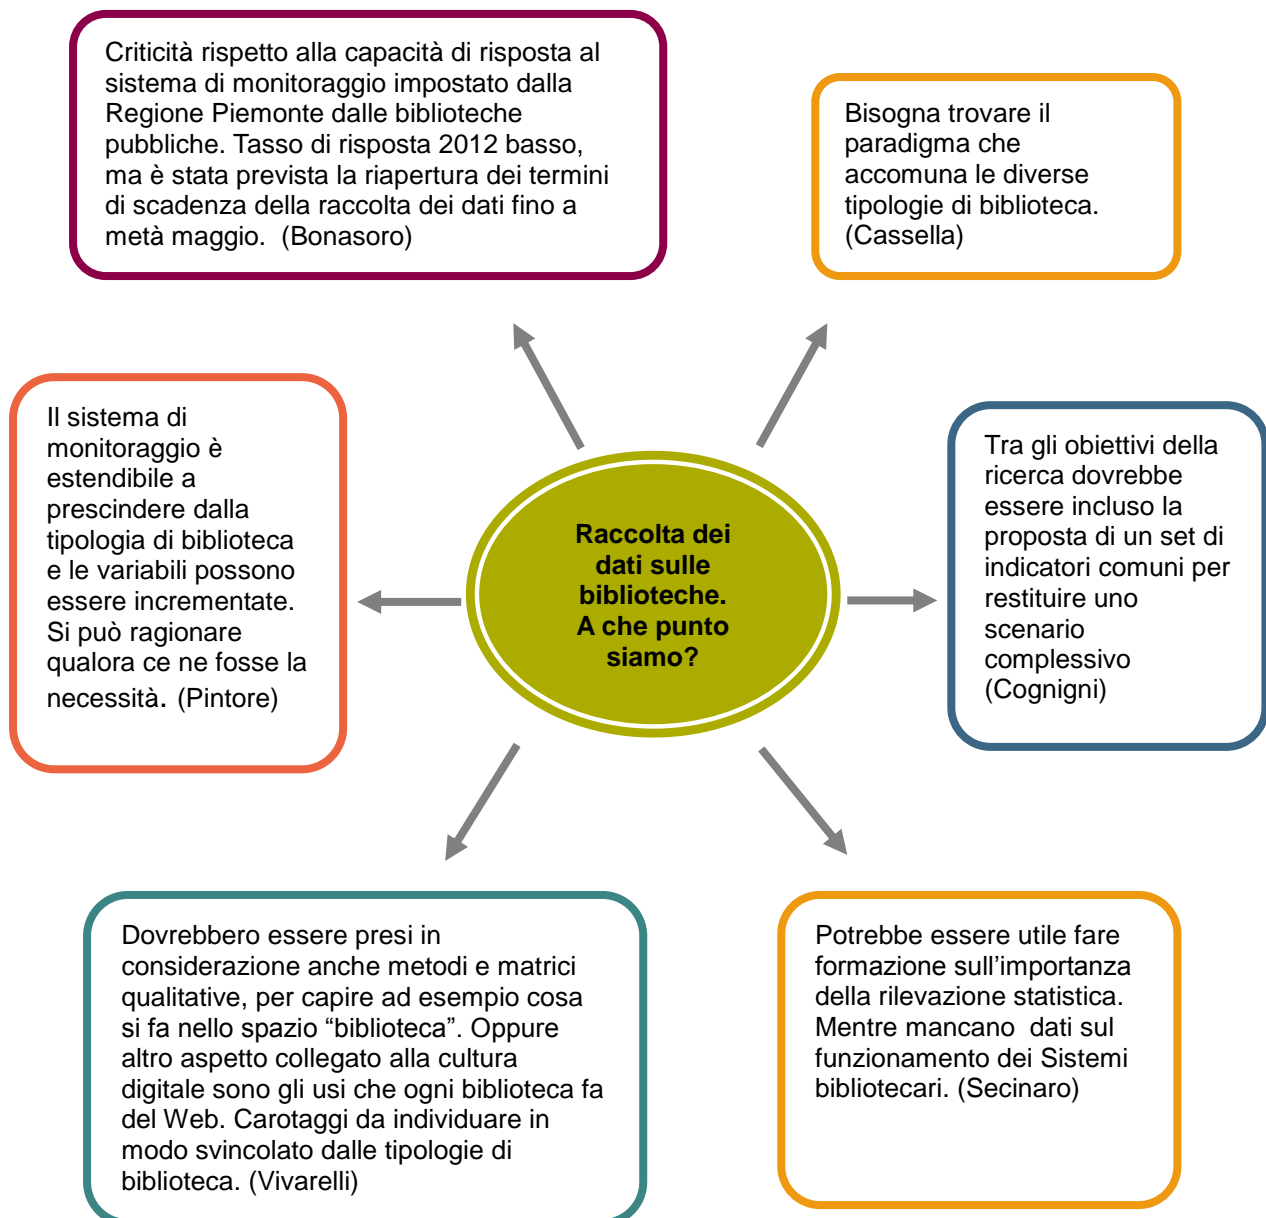 Criticità rispetto alla capacità di risposta al
sistema di monitoraggio impostato dalla
Regione Piemonte dalle biblioteche
pubbliche. Tasso di risposta 2012 basso,
ma è stata prevista la riapertura dei termini
di scadenza della raccolta dei dati fino a
metà maggio.  (Bonasoro)
Bisogna trovare il
paradigma che
accomuna le diverse
tipologie di biblioteca.
(Cassella)
Il sistema di
monitoraggio è
estendibile a
prescindere dalla
tipologia di biblioteca
e le variabili possono
essere incrementate.
Si può ragionare
qualora ce ne fosse la
necessità. (Pintore)
Raccolta dei
dati sulle
biblioteche.
A che punto
siamo?
Tra gli obiettivi della
ricerca dovrebbe
essere incluso la
proposta di un set di
indicatori comuni per
restituire uno
scenario
complessivo
(Cognigni)
Dovrebbero essere presi in
considerazione anche metodi e matrici
qualitative, per capire ad esempio cosa
si fa nello spazio “biblioteca”. Oppure
altro aspetto collegato alla cultura
digitale sono gli usi che ogni biblioteca fa
del Web. Carotaggi da individuare in
modo svincolato dalle tipologie di
biblioteca. (Vivarelli)
Potrebbe essere utile fare
formazione sull’importanza
della rilevazione statistica.
Mentre mancano  dati sul
funzionamento dei Sistemi
bibliotecari. (Secinaro)